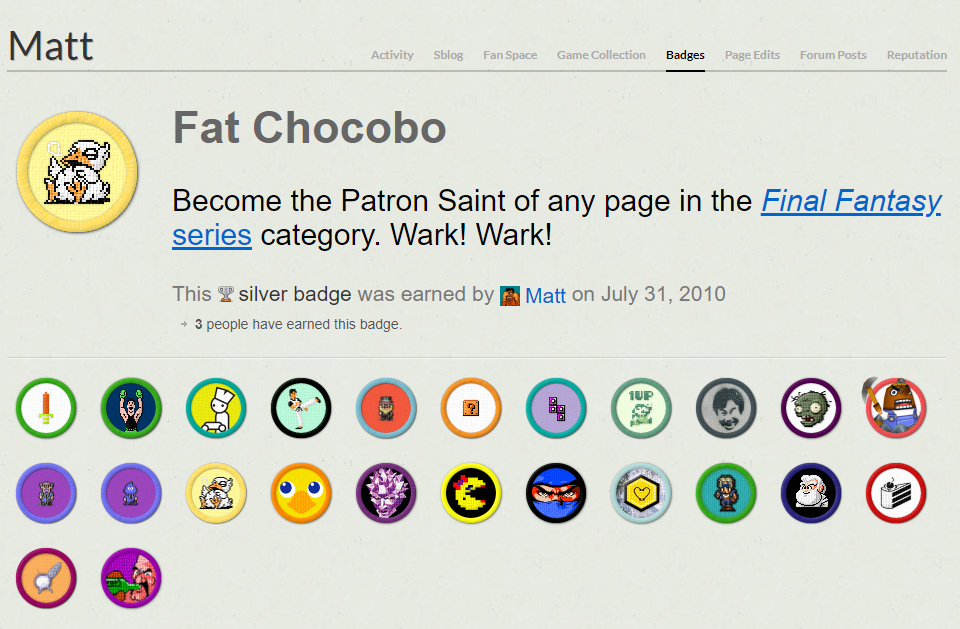 Matt
Activity Sblog Fan Space Game Collection Badges Page Edits Forum Posts Reputation
Fat Chocobo
Become the Patron Saint of any page in the Final Fantasy
series category. Wark! Wark!
This silver badge was earned by Matt on July 31, 2010
3 people have earned this badge.
1UP
?